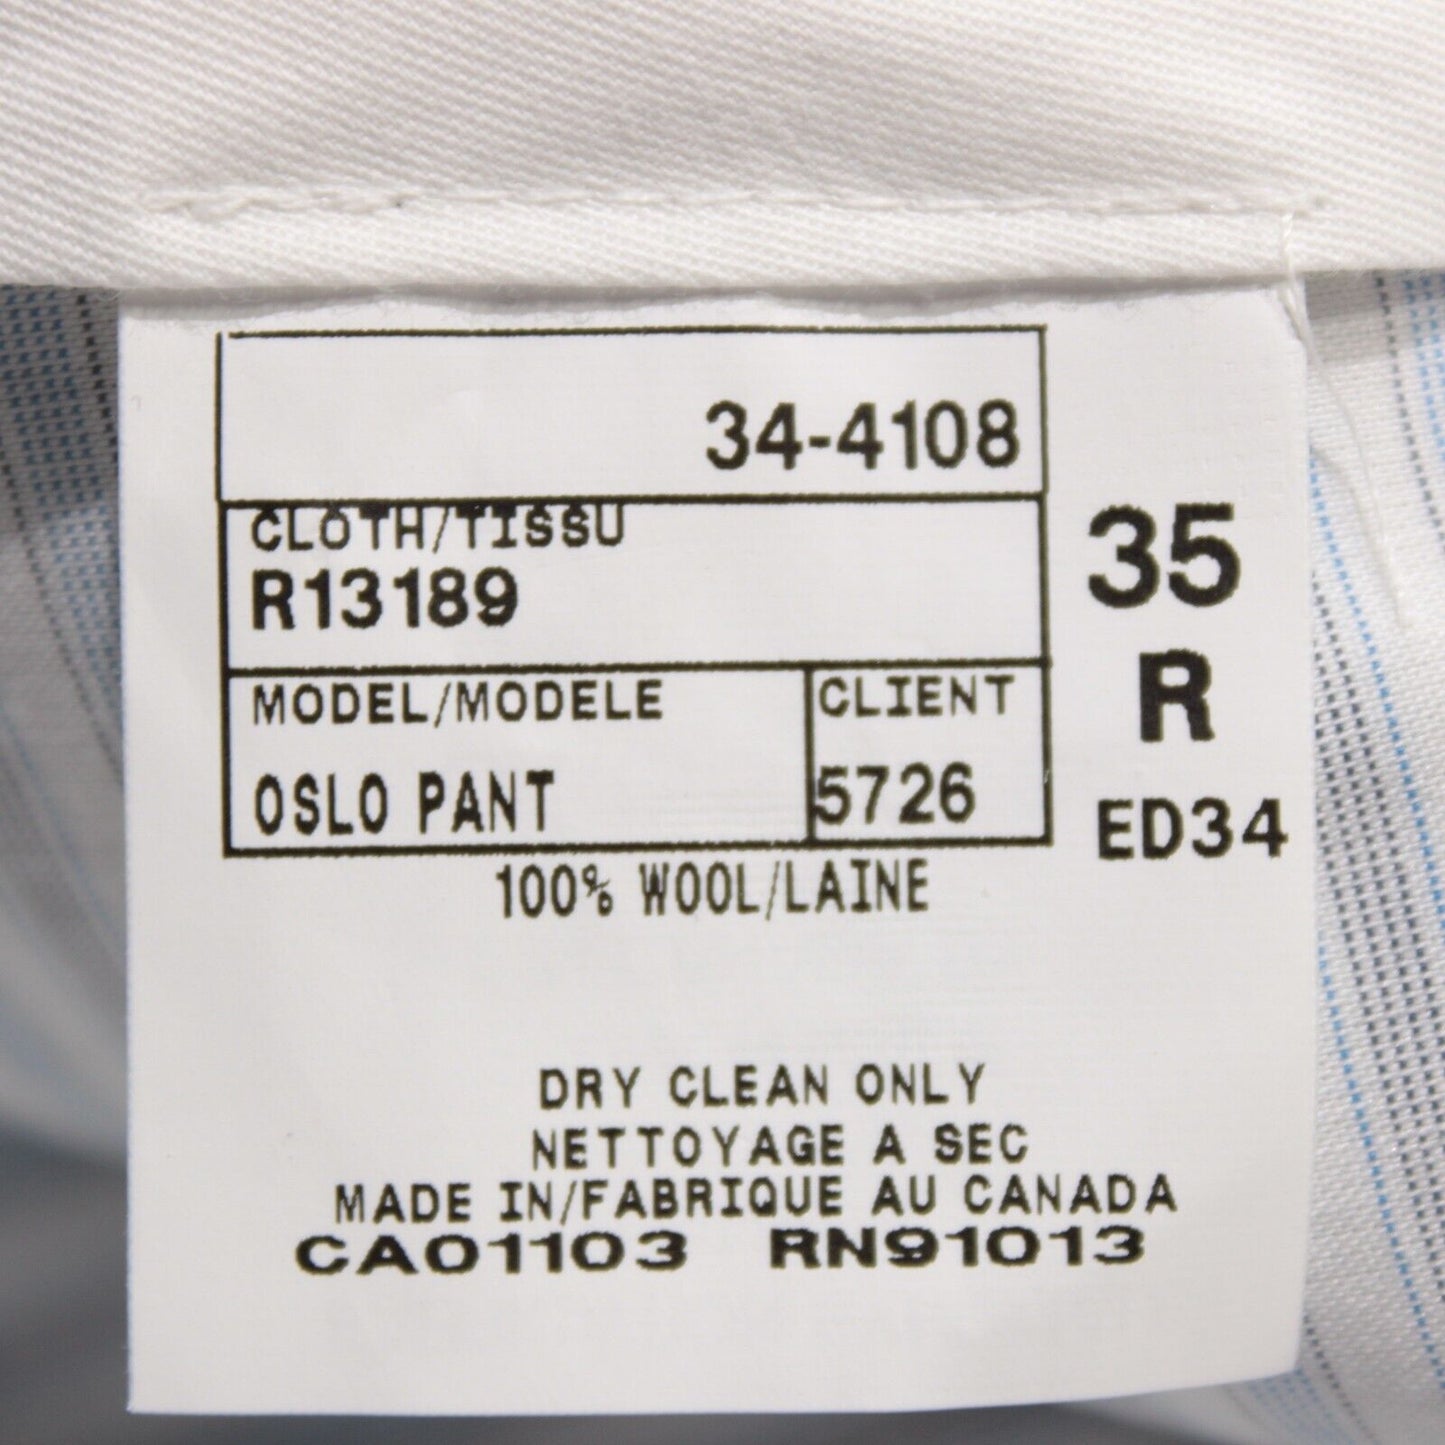 34-4108
CLOTH/TISSU
R13189
35
R
ED34
MODEL/MODELE
CLIENT
OSLO PANT
5726
100% WOOL/LAINE
DRY CLEAN ONLY
NETTOYAGE A SEC
MADE IN/FABRIQUE AU CANADA
CA01103 RN91013